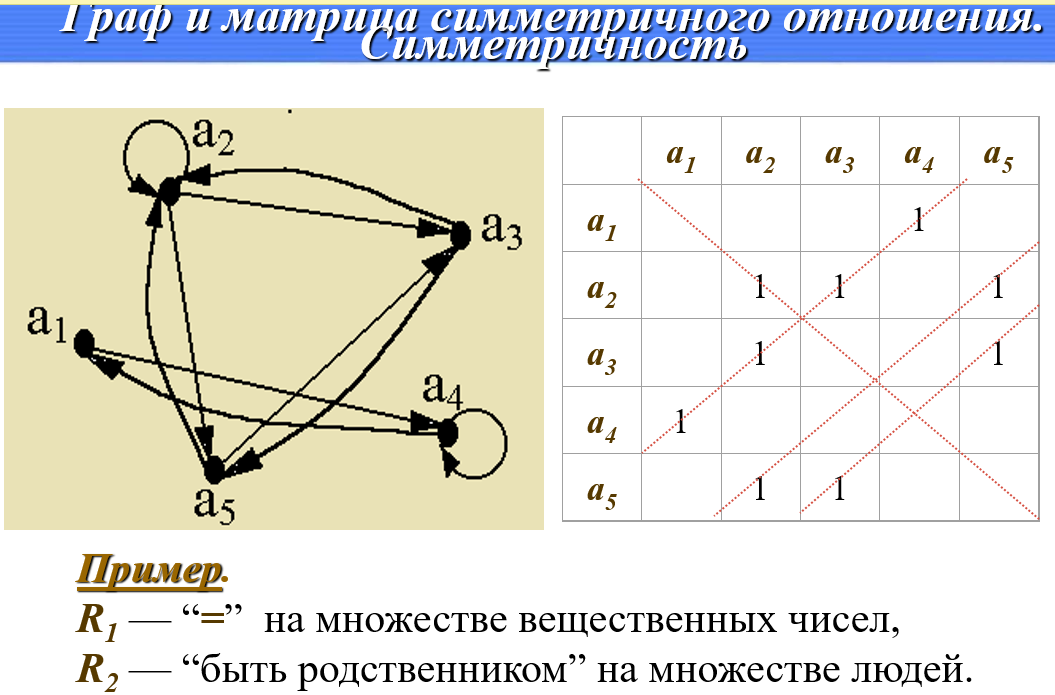 Граф и матрица симметричного отношения.
Симметричность
a2
a3
a1
a4
a5
a1 a2 a3 a4 a5
a1 1
a2 1 1 1
a3 1 1
a4 1
a5 1 1
Пример.
R1 — “=” на множестве вещественных чисел,
R2 — “быть родственником” на множестве людей.